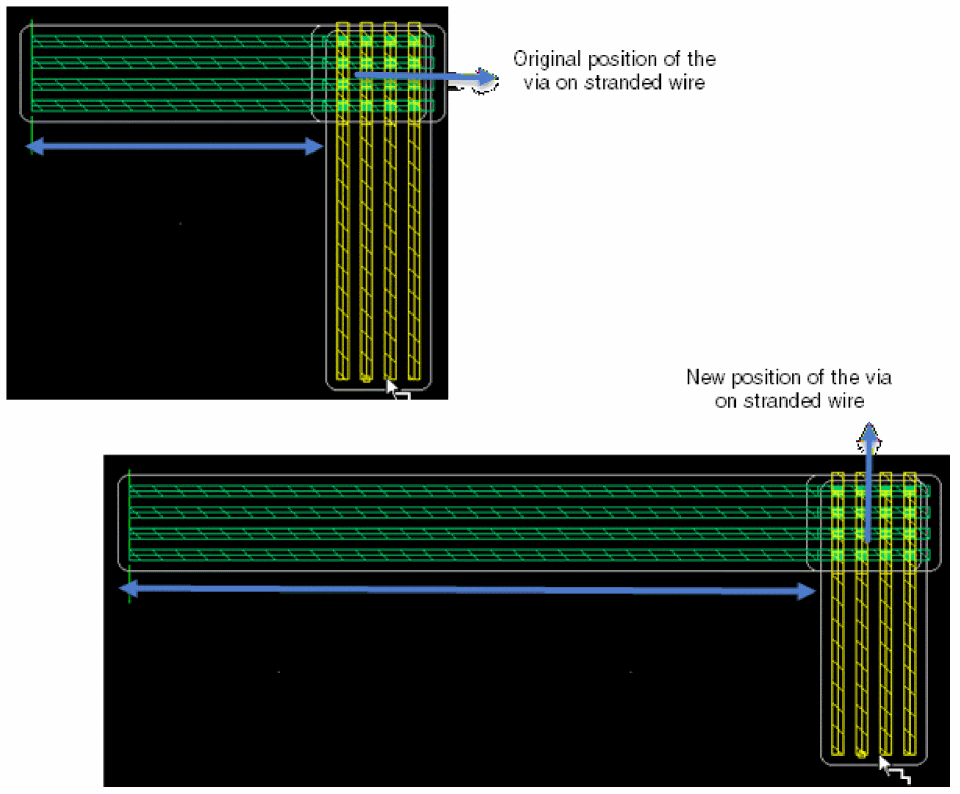 Original position of the
via on stranded wire
New position of the via
on stranded wire